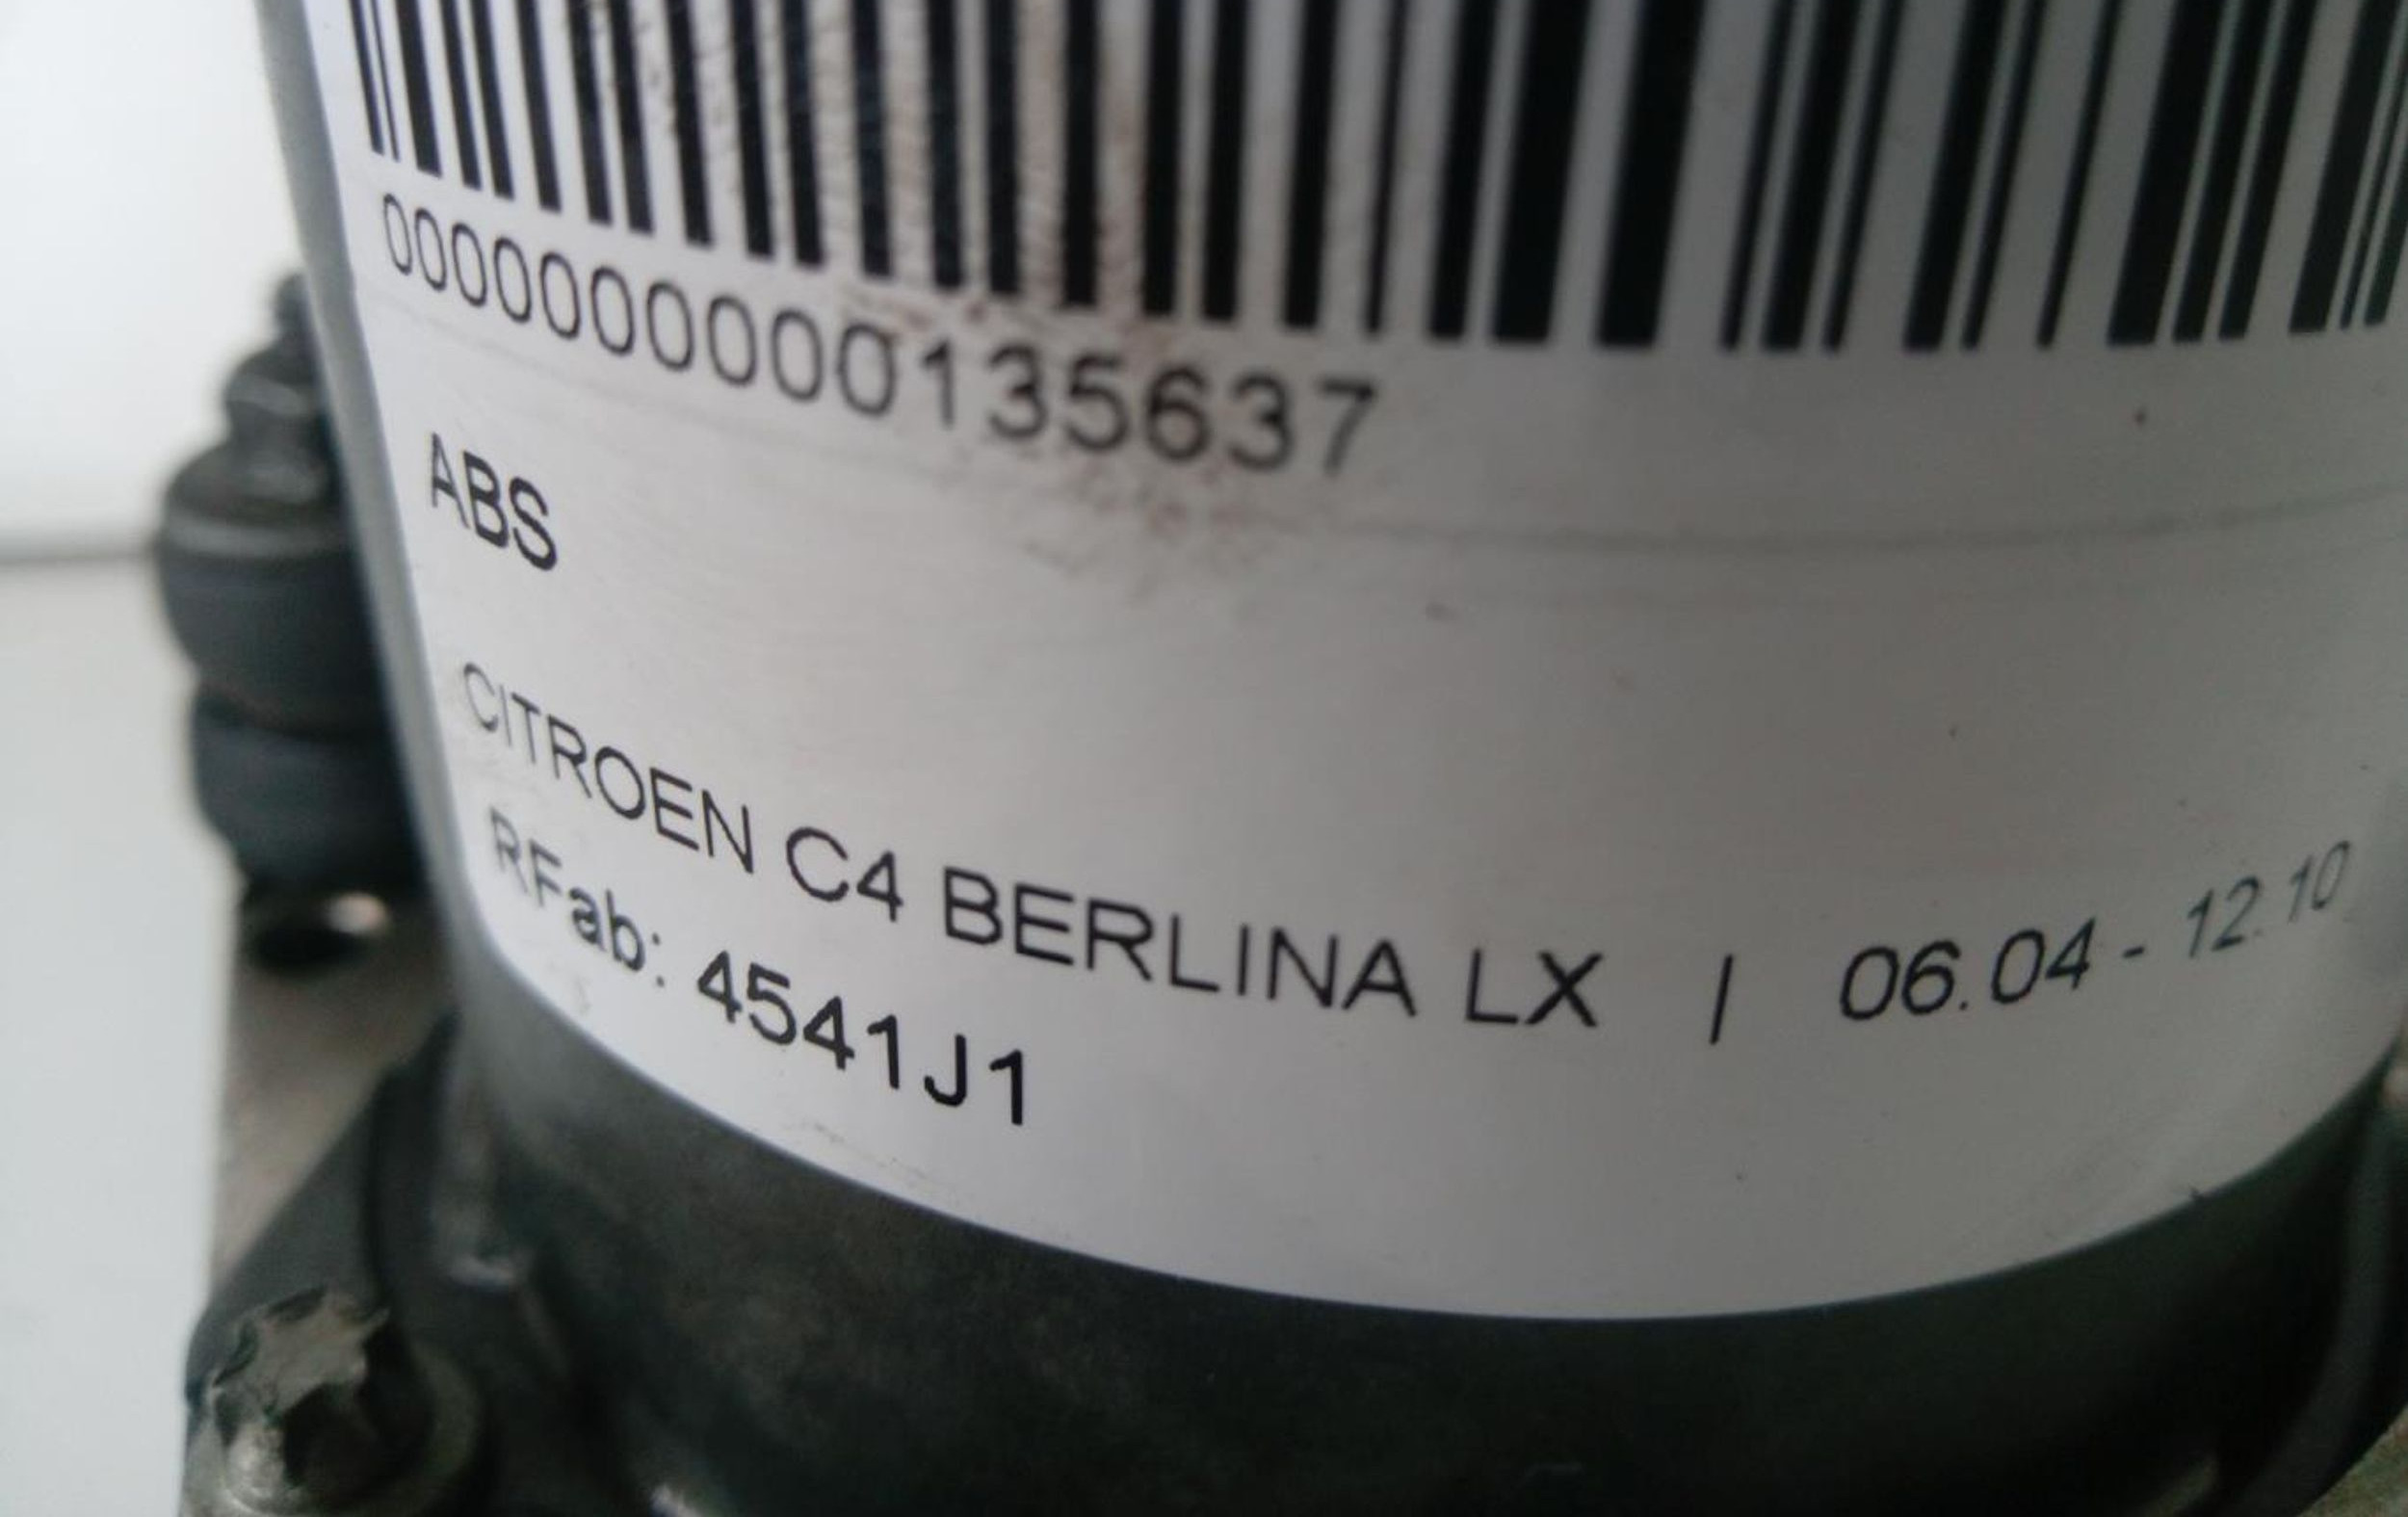 0000000000135637
ABS
CITROEN C4 BERLINA LX | 06.04 - 12.10
RFab: 4541J1